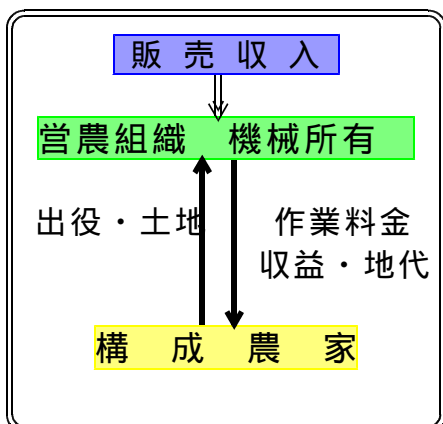 販売収入
営農組織　機械所有
出役・土地
作業料金
収益・地代
構成農家